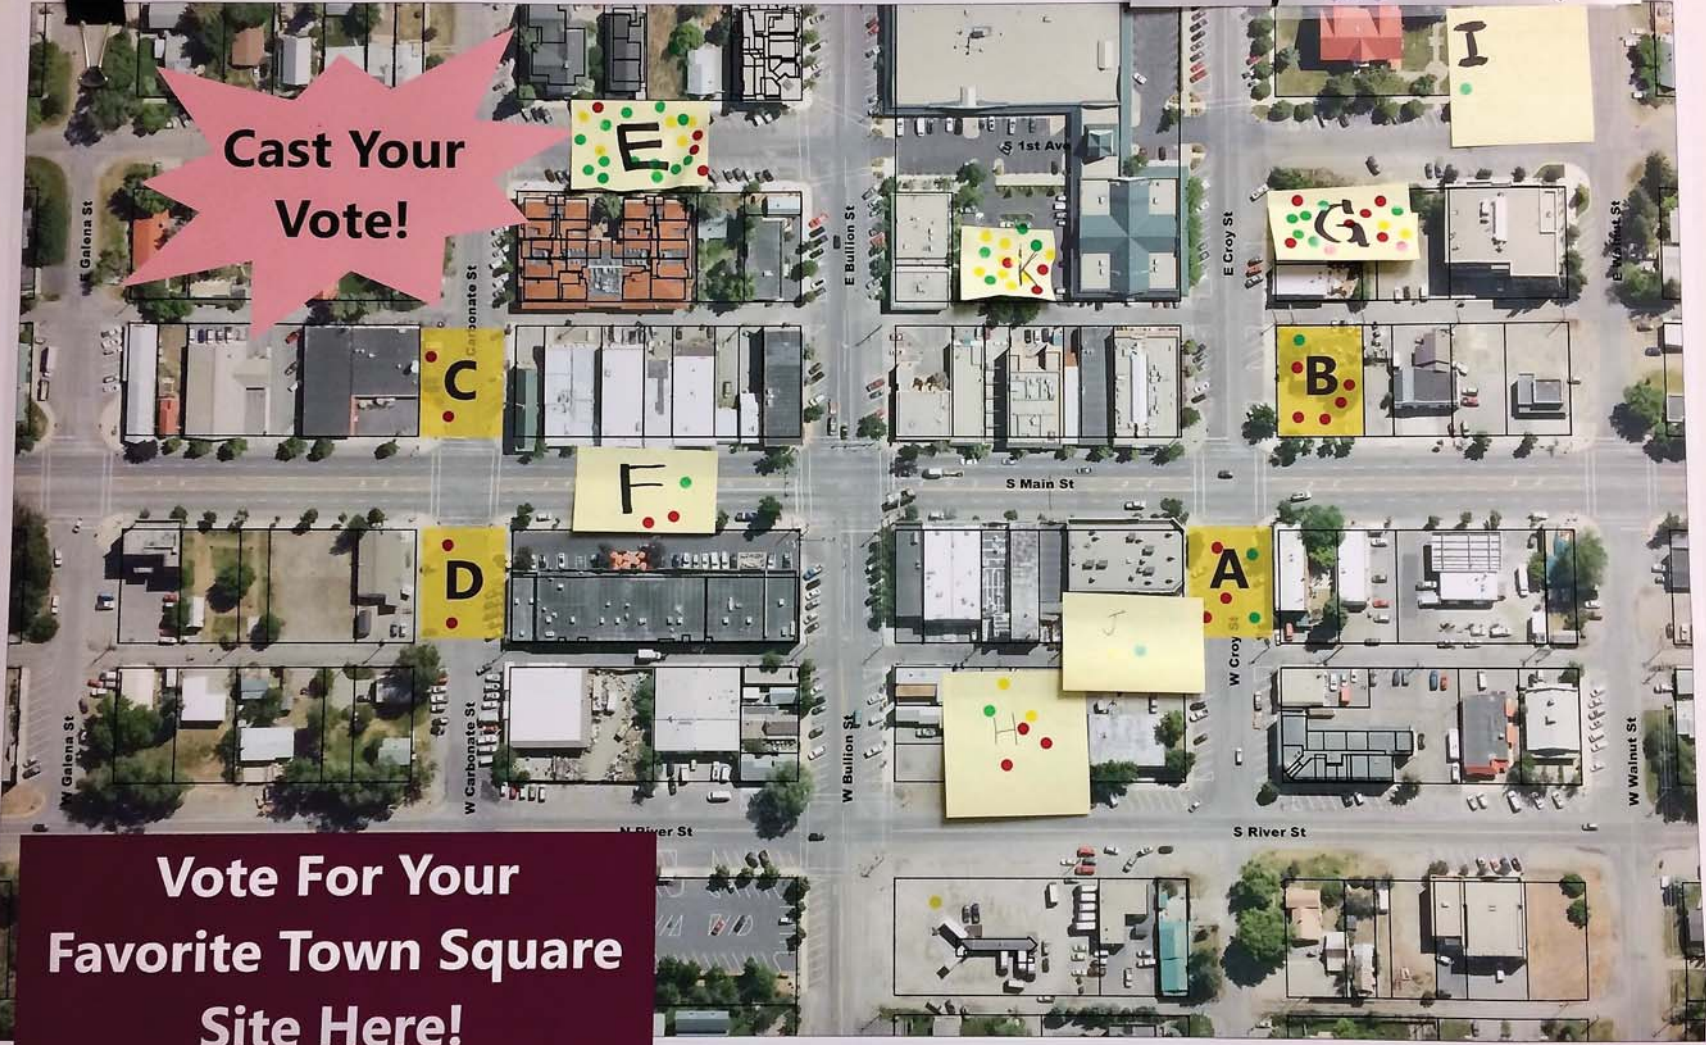 Cast Your
Vote!
E
I
S 1st Ave
G
K
E Galena St
Carbonate St
E Bullion St
E Croy St
E Walnut St
C
B
F
S Main St
D
A
J
H
W Galena St
W Carbonate St
W Bullion St
W Croy St
W Walnut St
N River St
S River St
Vote For Your
Favorite Town Square
Site Here!